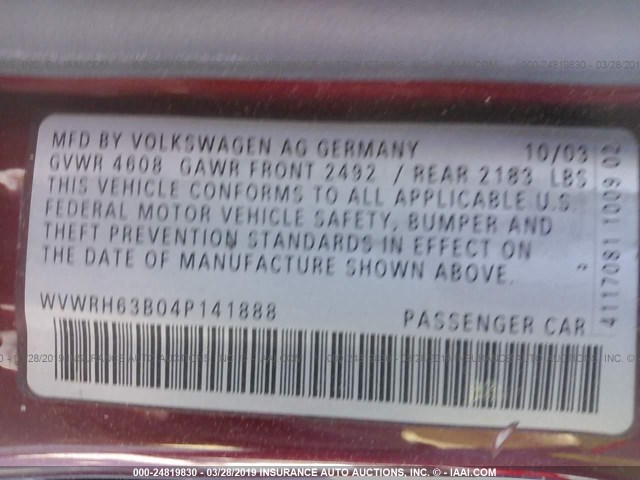 MFD BY VOLKSWAGEN AG GERMANY 10/03
GVWR 4608 GAWR FRONT 2492 / REAR 2183 LBS
THIS VEHICLE CONFORMS TO ALL APPLICABLE U.S.
FEDERAL MOTOR VEHICLE SAFETY, BUMPER AND
THEFT PREVENTION STANDARDS IN EFFECT ON
THE DATE OF MANUFACTURE SHOWN ABOVE.
WVWRH63B04P141888 PASSENGER CAR
4117081 1009 02
000-24819830 - 03/28/2019 INSURANCE AUTO AUCTIONS, INC. - © - IAAI.COM